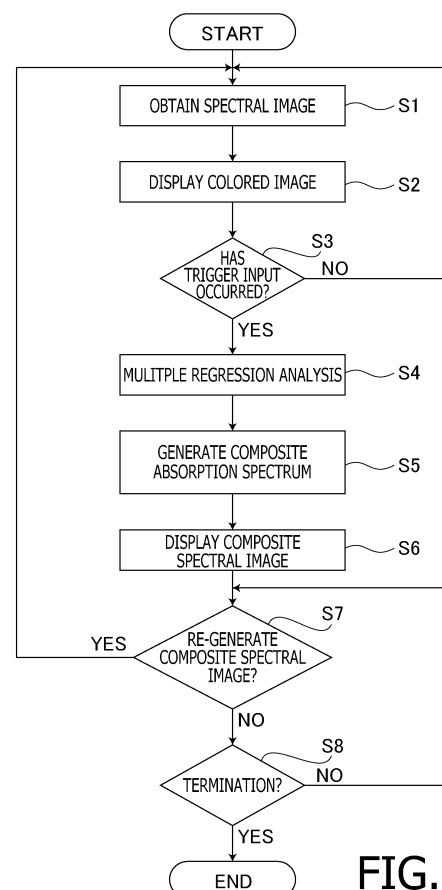 START
OBTAIN SPECTRAL IMAGE
S1
DISPLAY COLORED IMAGE
S2
HAS
TRIGGER INPUT
OCCURRED?
S3
NO
YES
MULITPLE REGRESSION ANALYSIS
S4
GENERATE COMPOSITE
ABSORPTION SPECTRUM
S5
DISPLAY COMPOSITE
SPECTRAL IMAGE
S6
RE-GENERATE
COMPOSITE SPECTRAL
IMAGE?
S7
YES
NO
TERMINATION?
S8
NO
YES
END
FIG.